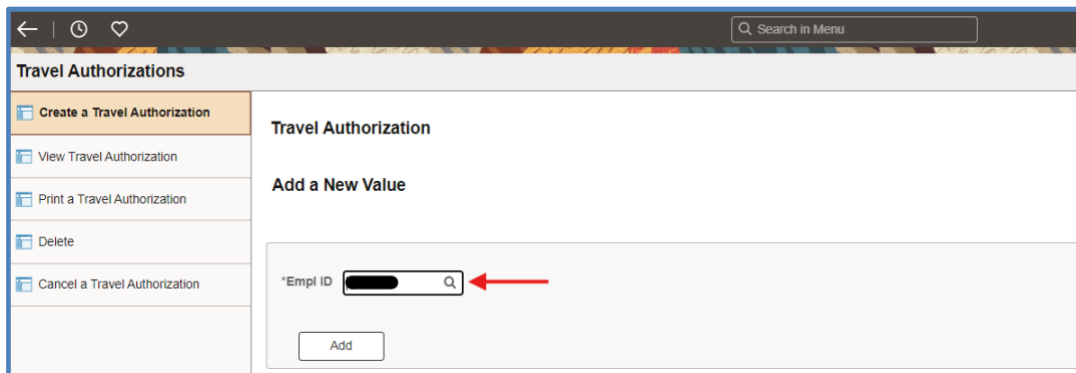 Search in Menu
Travel Authorizations
Create a Travel Authorization
View Travel Authorization
Print a Travel Authorization
Delete
Cancel a Travel Authorization
Travel Authorization
Add a New Value
*Empl ID
Add